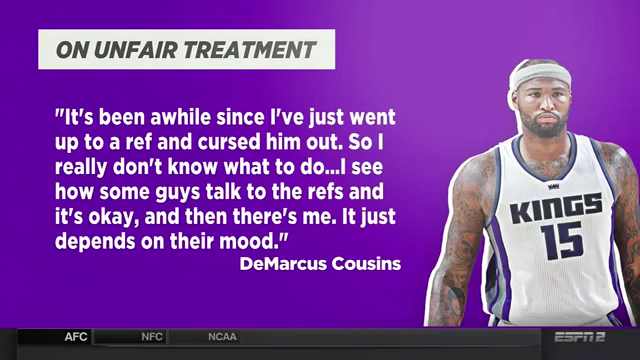 ON UNFAIR TREATMENT
"It's been awhile since I've just went
up to a ref and cursed him out. So I
really don't know what to do...I see
how some guys talk to the refs and
it's okay, and then there's me. It just
depends on their mood."
DeMarcus Cousins
KINGS
15
AFC NFC NCAA
ESPN2